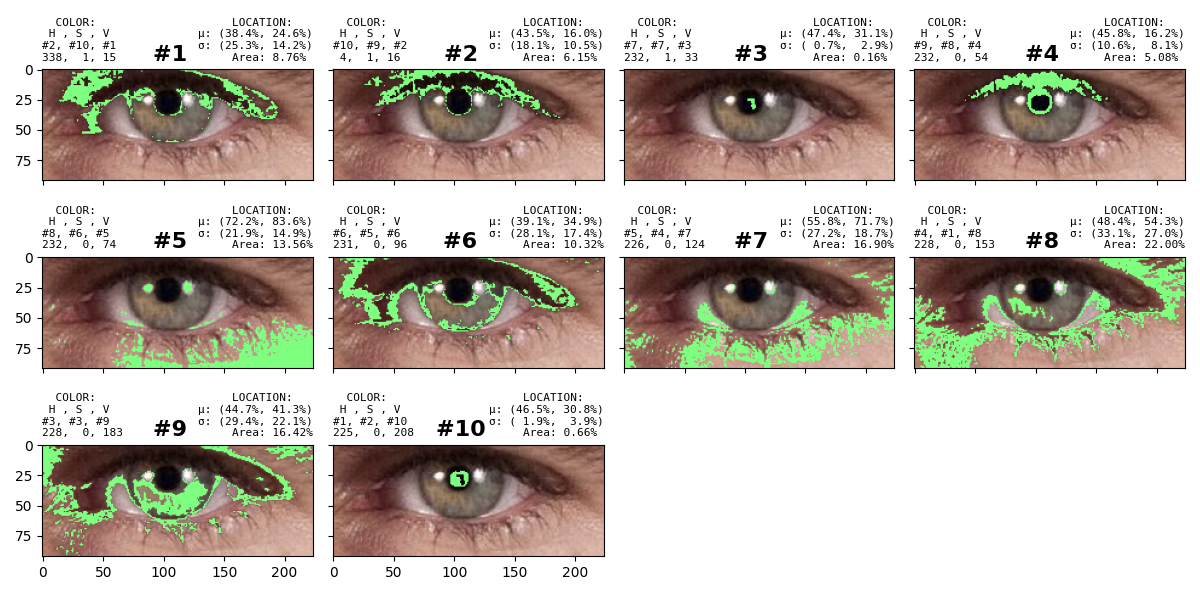 COLOR: LOCATION:
H , S , V μ: (38.4%, 24.6%)
#2, #10, #1 #1 σ: (25.3%, 14.2%)
338, 1, 15 Area: 8.76%
COLOR: LOCATION:
H , S , V μ: (43.5%, 16.0%)
#10, #9, #2 #2 σ: (18.1%, 10.5%)
4, 1, 16 Area: 6.15%
COLOR: LOCATION:
H , S , V μ: (47.4%, 31.1%)
#7, #7, #3 #3 σ: ( 0.7%, 2.9%)
232, 1, 33 Area: 0.16%
COLOR: LOCATION:
H , S , V μ: (45.8%, 16.2%)
#9, #8, #4 #4 σ: (10.6%, 8.1%)
232, 0, 54 Area: 5.08%
0
25
50
75
COLOR: LOCATION:
H , S , V μ: (72.2%, 83.6%)
#8, #6, #5 #5 σ: (21.9%, 14.9%)
232, 0, 74 Area: 13.56%
COLOR: LOCATION:
H , S , V μ: (39.1%, 34.9%)
#6, #5, #6 #6 σ: (28.1%, 17.4%)
231, 0, 96 Area: 10.32%
COLOR: LOCATION:
H , S , V μ: (55.8%, 71.7%)
#5, #4, #7 #7 σ: (27.2%, 18.7%)
226, 0, 124 Area: 16.90%
COLOR: LOCATION:
H , S , V μ: (48.4%, 54.3%)
#4, #1, #8 #8 σ: (33.1%, 27.0%)
228, 0, 153 Area: 22.00%
0
25
50
75
COLOR: LOCATION:
H , S , V μ: (44.7%, 41.3%)
#3, #3, #9 #9 σ: (29.4%, 22.1%)
228, 0, 183 Area: 16.42%
COLOR: LOCATION:
H , S , V μ: (46.5%, 30.8%)
#1, #2, #10 #10 σ: ( 1.9%, 3.9%)
225, 0, 208 Area: 0.66%
0
25
50
75
0 50 100 150 200
0 50 100 150 200